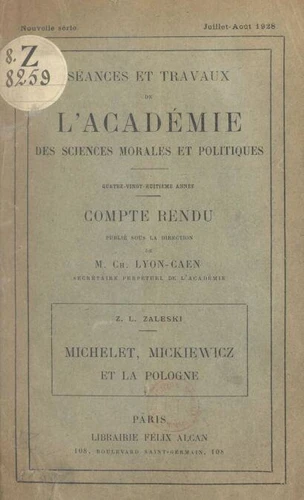 Nouvelle série.
Juillet-Août 1928.
8° Z
8259
SÉANCES ET TRAVAUX
DE
L'ACADÉMIE
DES SCIENCES MORALES ET POLITIQUES
QUATRE-VINGT-HUITIÈME ANNÉE
COMPTE RENDU
PUBLIÉ SOUS LA DIRECTION
DE
M. CH. LYON-CAEN
SECRÉTAIRE PERPÉTUEL DE L'ACADÉMIE
Z. L. ZALESKI
MICHELET, MICKIEWICZ
ET LA POLOGNE
PARIS
LIBRAIRIE FÉLIX ALCAN
108, BOULEVARD SAINT-GERMAIN, 108